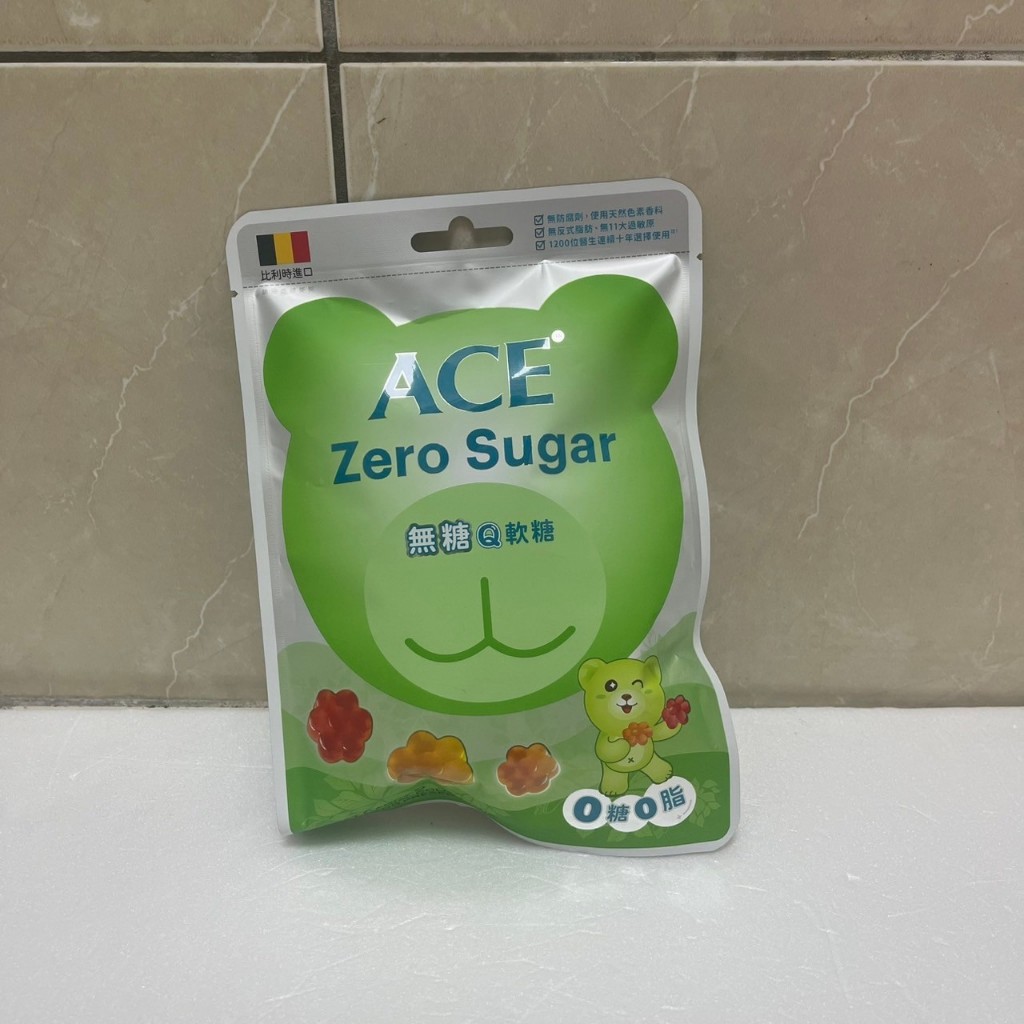 比利時進口
無防腐劑，使用天然色素香料
無反式脂肪，無11大過敏原
1200位醫生連續十年選擇使用
ACE®
Zero Sugar
無糖Q軟糖
0糖0脂